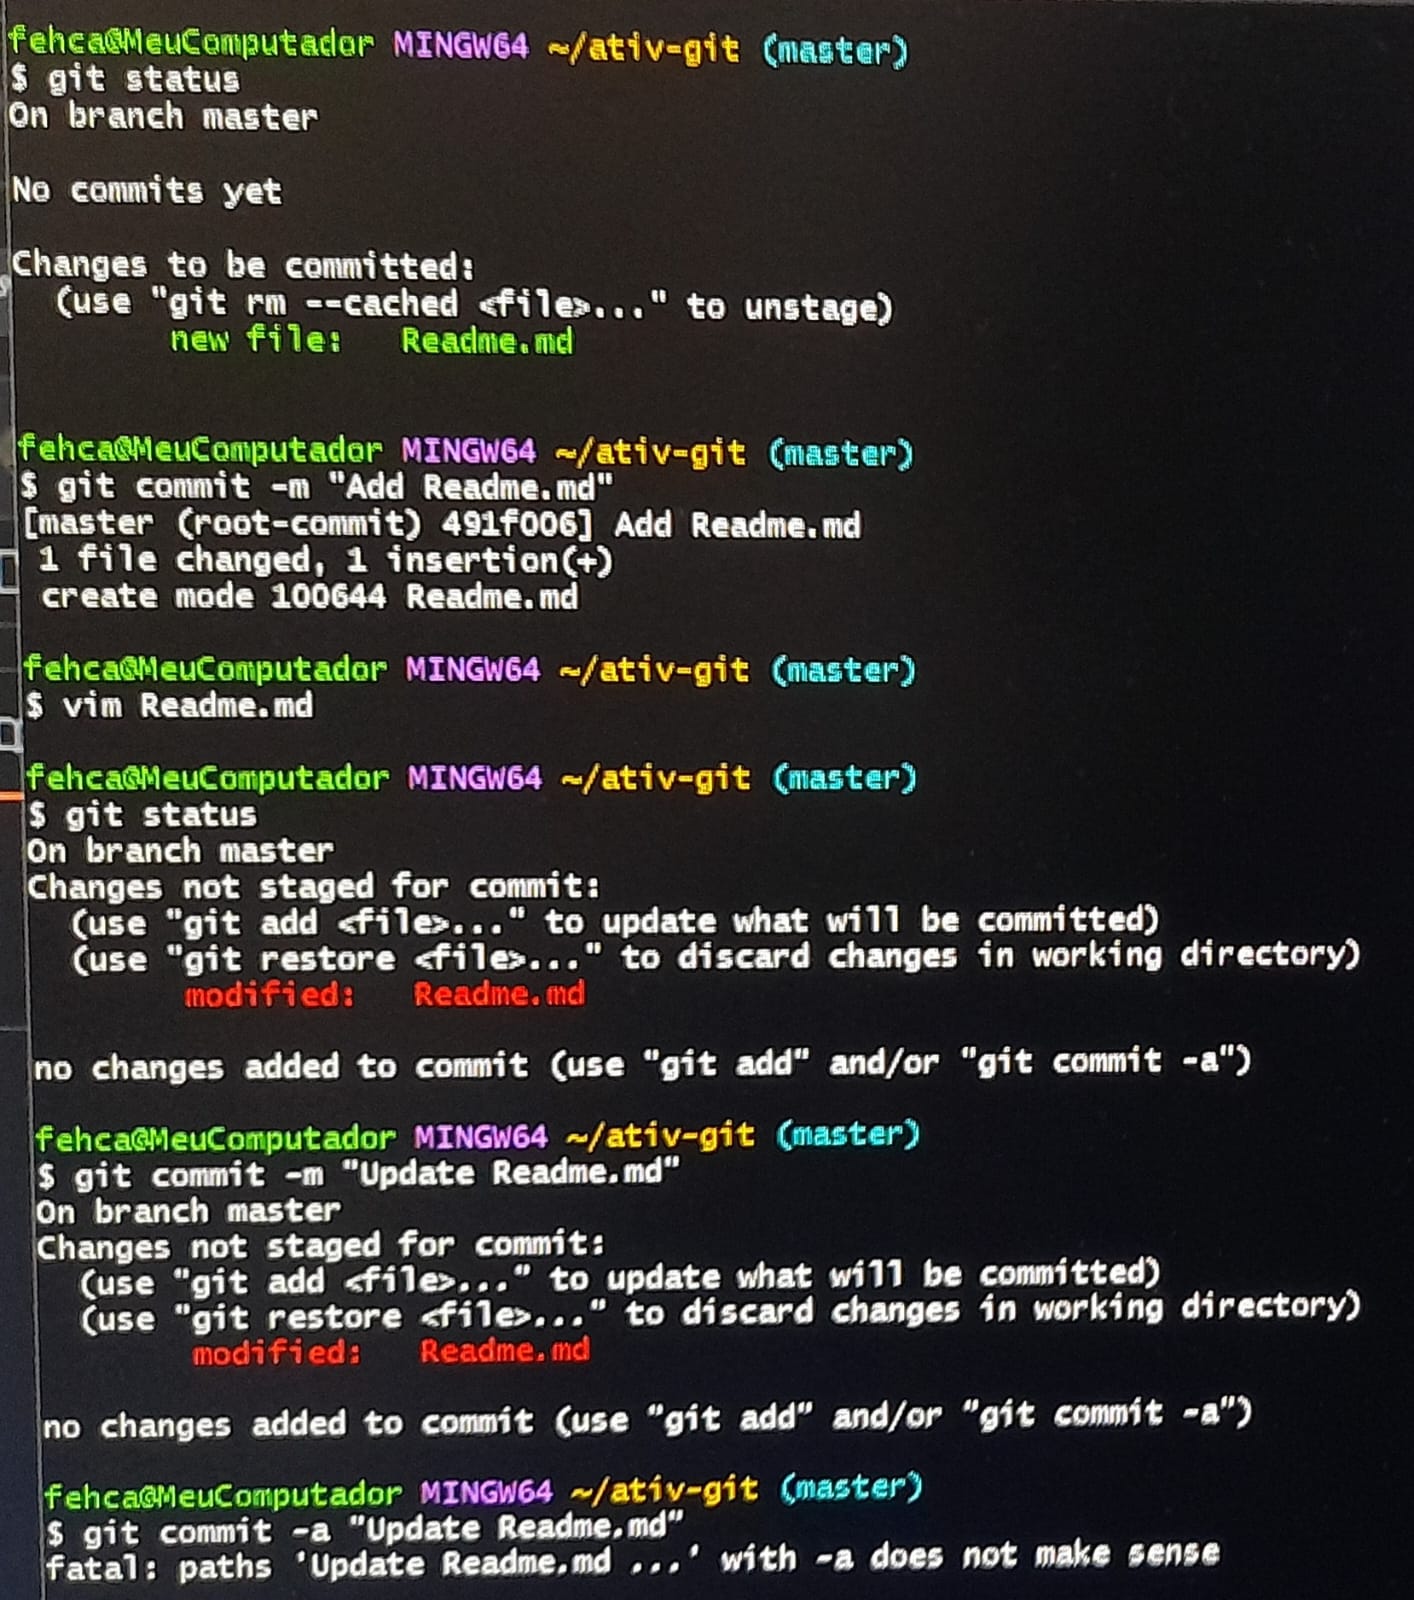 fehca@MeuComputador MINGW64 ~/ativ-git (master)
$ git status
On branch master
No commits yet
Changes to be committed:
  (use "git rm --cached <file>..." to unstage)
        new file:   Readme.md
fehca@MeuComputador MINGW64 ~/ativ-git (master)
$ git commit -m "Add Readme.md"
[master (root-commit) 491f006] Add Readme.md
 1 file changed, 1 insertion(+)
 create mode 100644 Readme.md
fehca@MeuComputador MINGW64 ~/ativ-git (master)
$ vim Readme.md
fehca@MeuComputador MINGW64 ~/ativ-git (master)
$ git status
On branch master
Changes not staged for commit:
  (use "git add <file>..." to update what will be committed)
  (use "git restore <file>..." to discard changes in working directory)
        modified:   Readme.md
no changes added to commit (use "git add" and/or "git commit -a")
fehca@MeuComputador MINGW64 ~/ativ-git (master)
$ git commit -m "Update Readme.md"
On branch master
Changes not staged for commit:
  (use "git add <file>..." to update what will be committed)
  (use "git restore <file>..." to discard changes in working directory)
        modified:   Readme.md
no changes added to commit (use "git add" and/or "git commit -a")
fehca@MeuComputador MINGW64 ~/ativ-git (master)
$ git commit -a "Update Readme.md"
fatal: paths 'Update Readme.md ...' with -a does not make sense